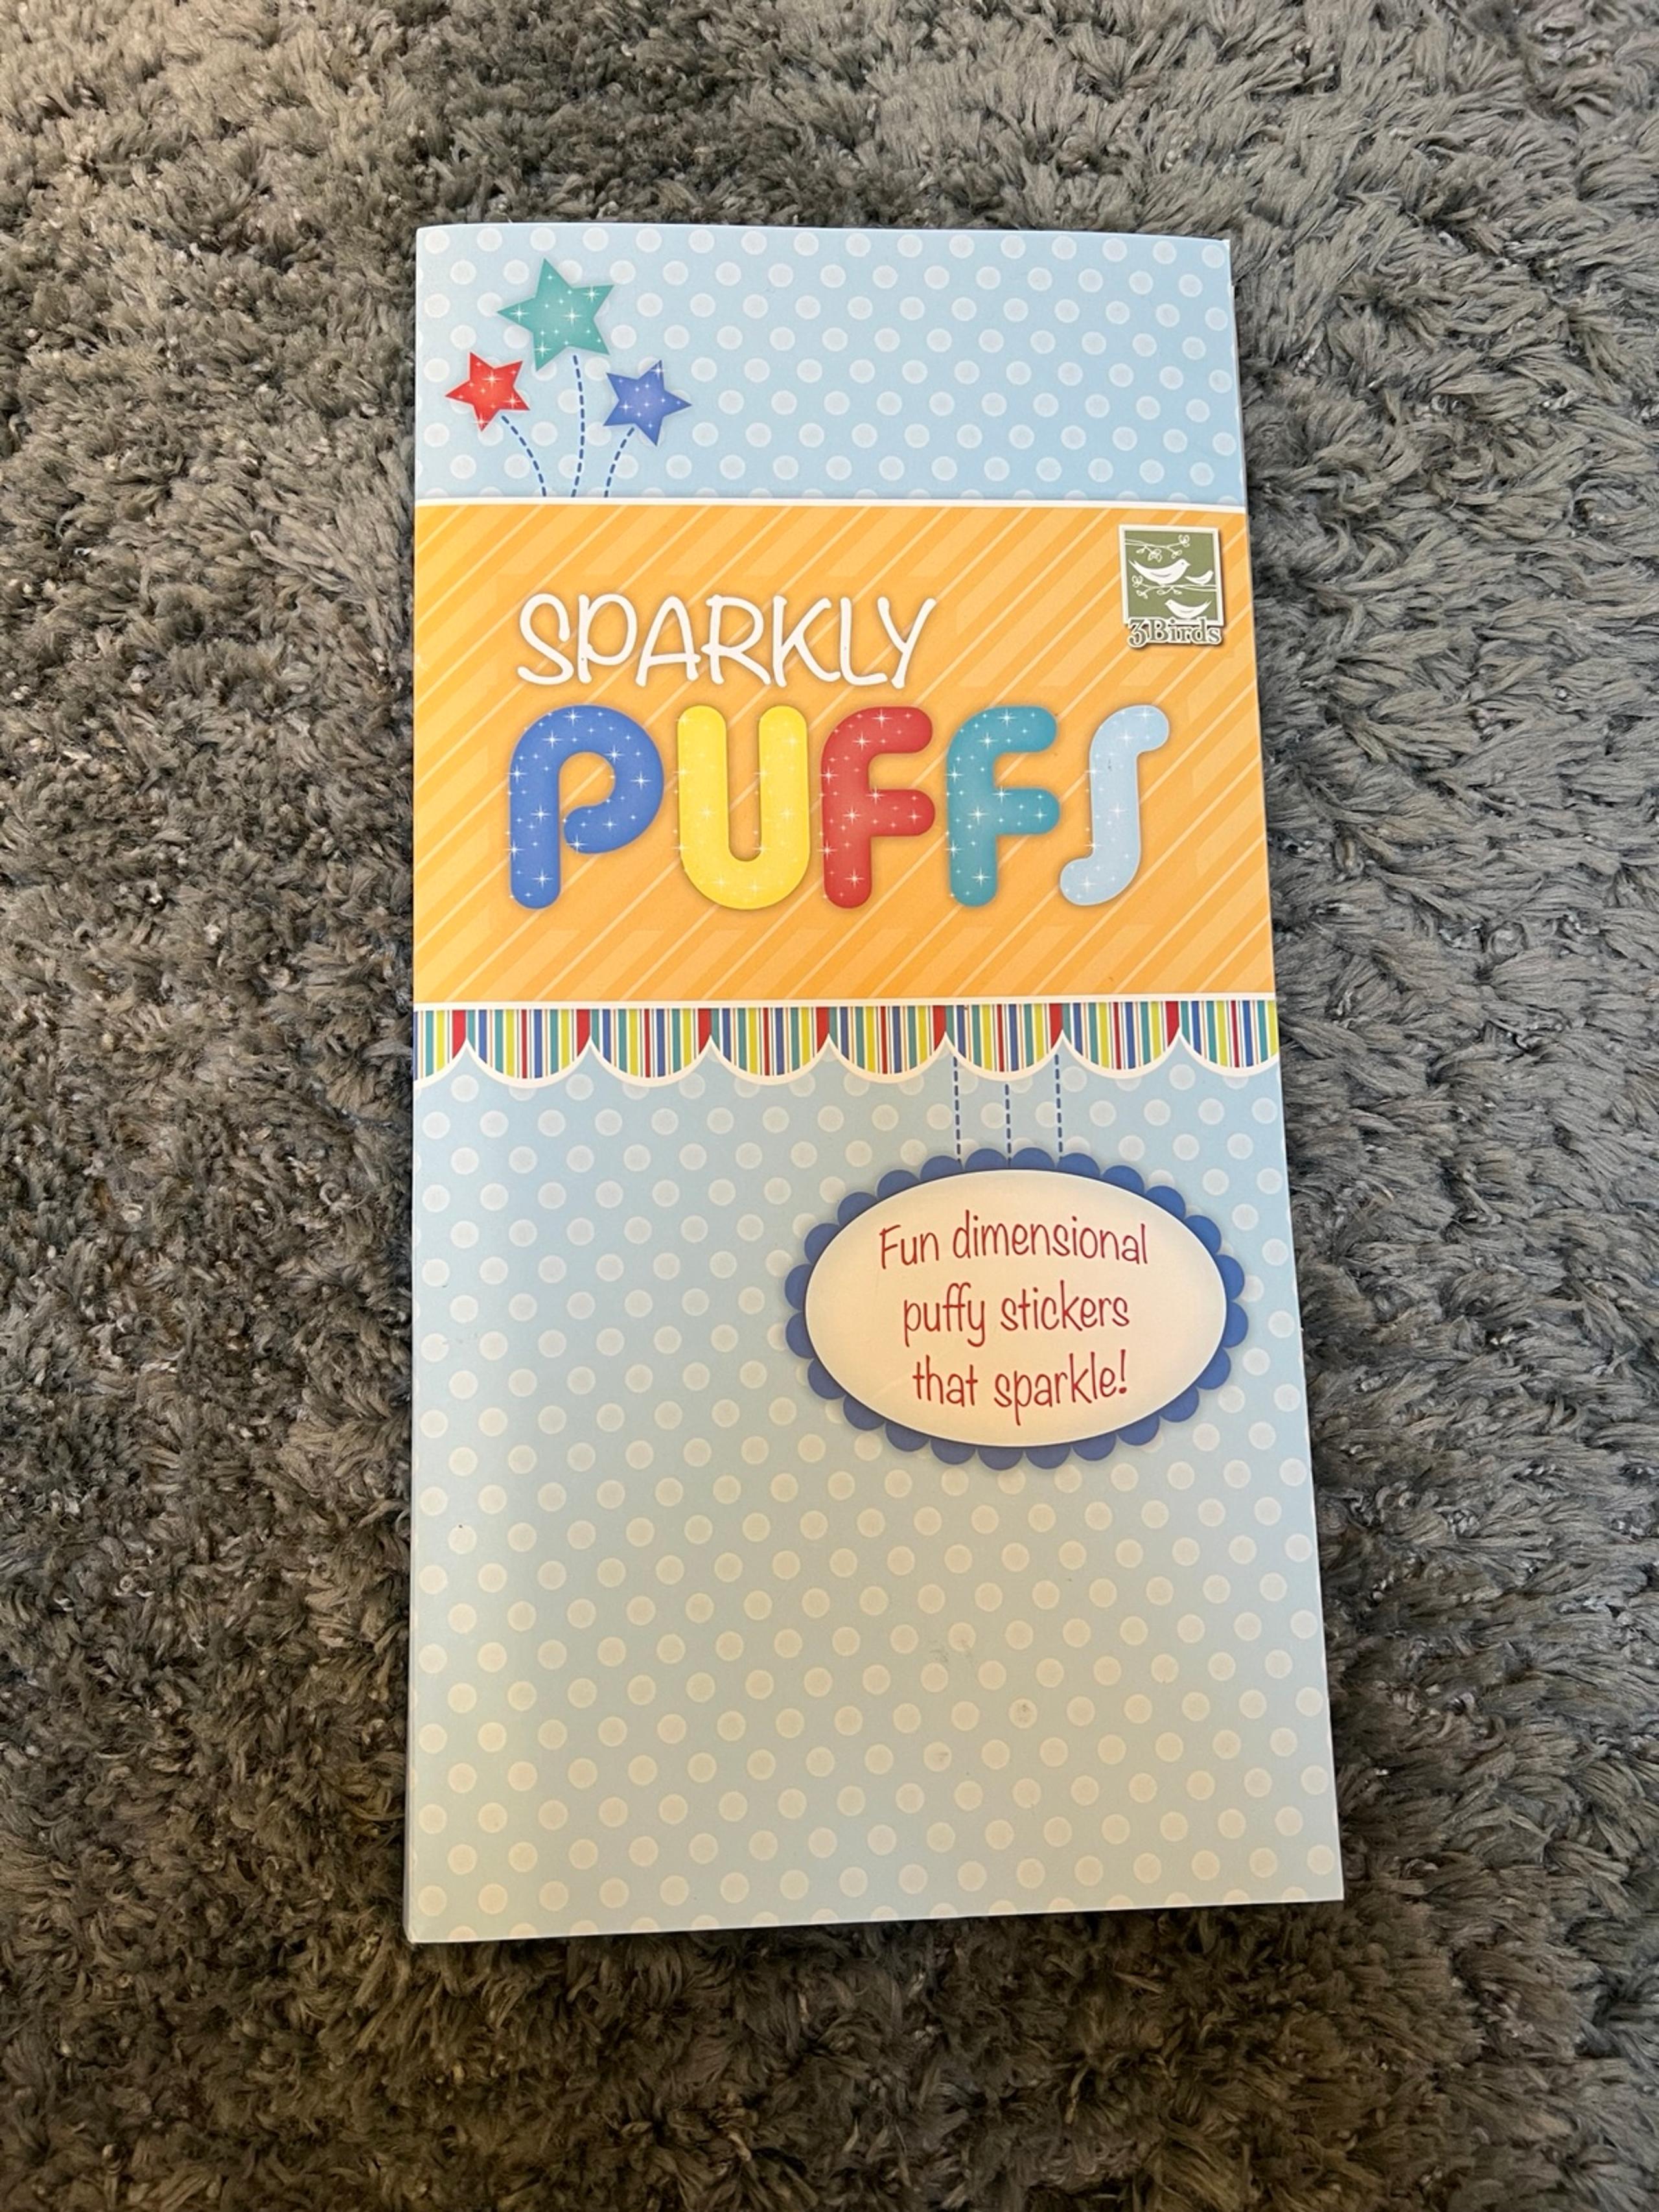 3Birds
SPARKLY
PUFFS
Fun dimensional
puffy stickers
that sparkle!